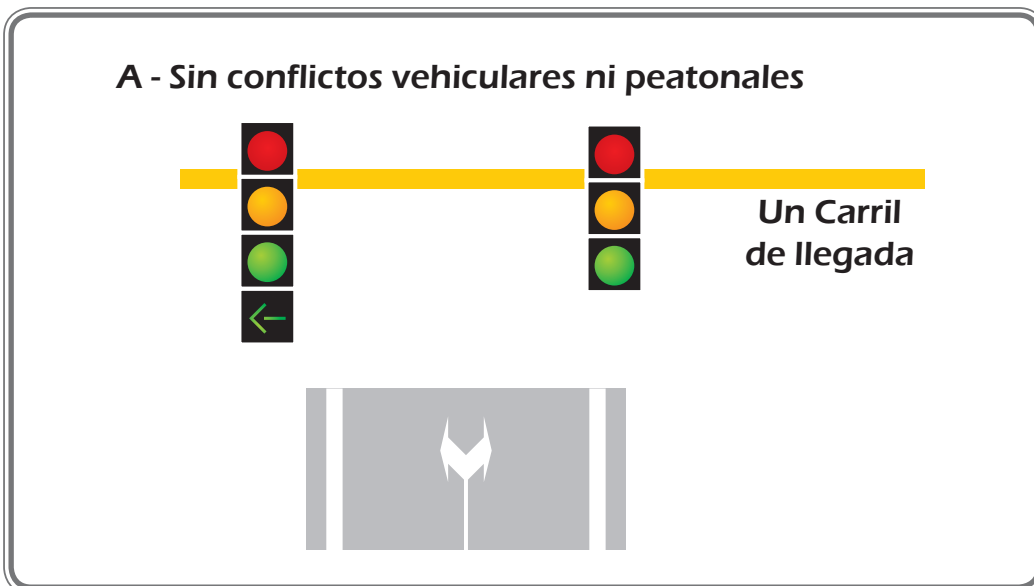 A - Sin conflictos vehiculares ni peatonales
Un Carril
de llegada